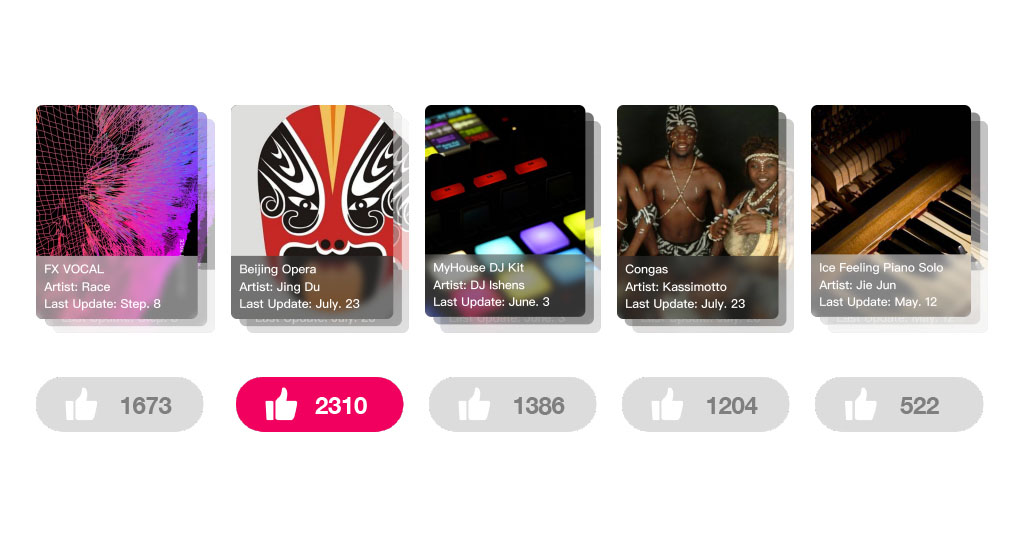 FX VOCAL
Artist: Race
Last Update: Step. 8
Beijing Opera
Artist: Jing Du
Last Update: July. 23
MyHouse DJ Kit
Artist: DJ Ishens
Last Update: June. 3
Congas
Artist: Kassimotto
Last Update: July. 23
Ice Feeling Piano Solo
Artist: Jie Jun
Last Update: May. 12
1673
2310
1386
1204
522